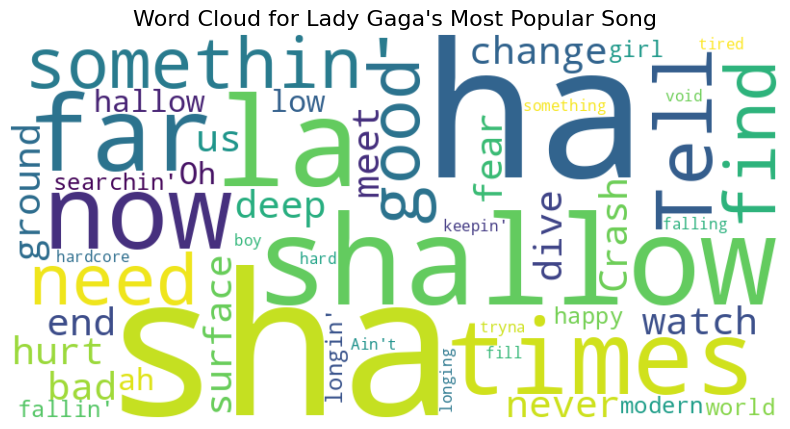 Word Cloud for Lady Gaga's Most Popular Song
somethin'
good'
ha
change
girl
tired
hallow
low
something
void
Tell
find
far
la
us
meet
fear
ground
searchin'
Oh
now
deep
keepin'
dive
Crash
falling
boy
hardcore
hard
shallow
need
surface
sha
end
longin'
Ain't
tryna
happy
watch
hurt
fill
times
bad
ah
longing
fallin'
never
modern
world